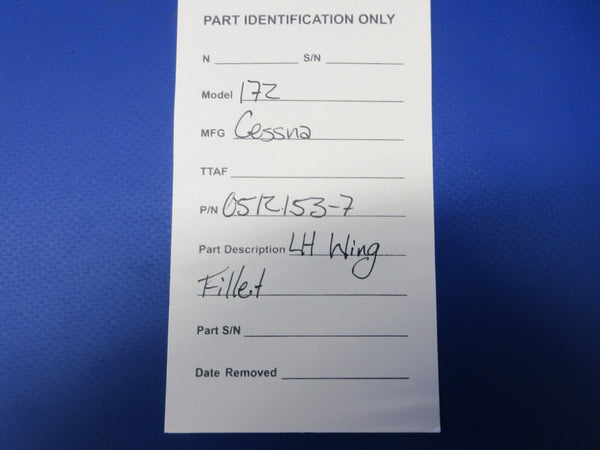 PART IDENTIFICATION ONLY
N S/N
Model 172
MFG Cessna
TTAF
P/N 0512153-7
Part Description LH Wing
Fillet
Part S/N
Date Removed